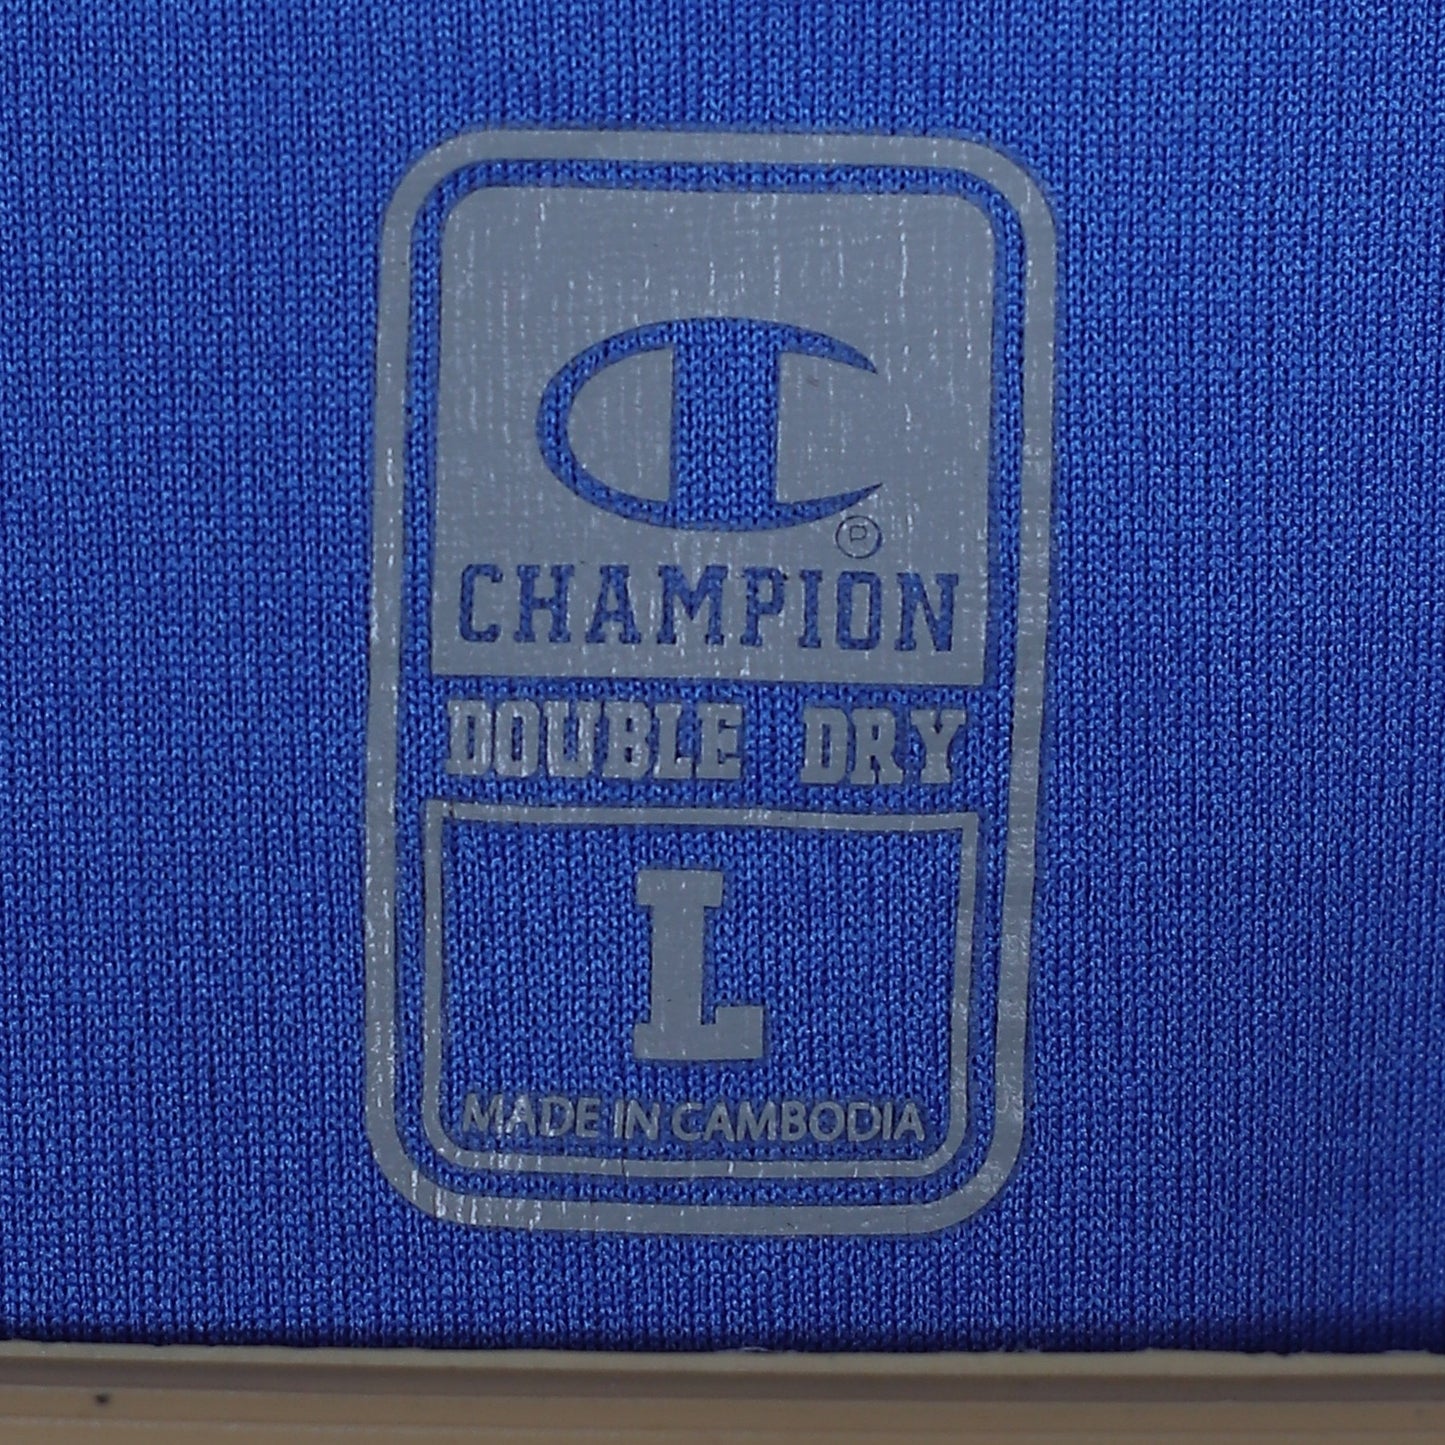 C
Ⓟ
CHAMPION
DOUBLE DRY
L
MADE IN CAMBODIA